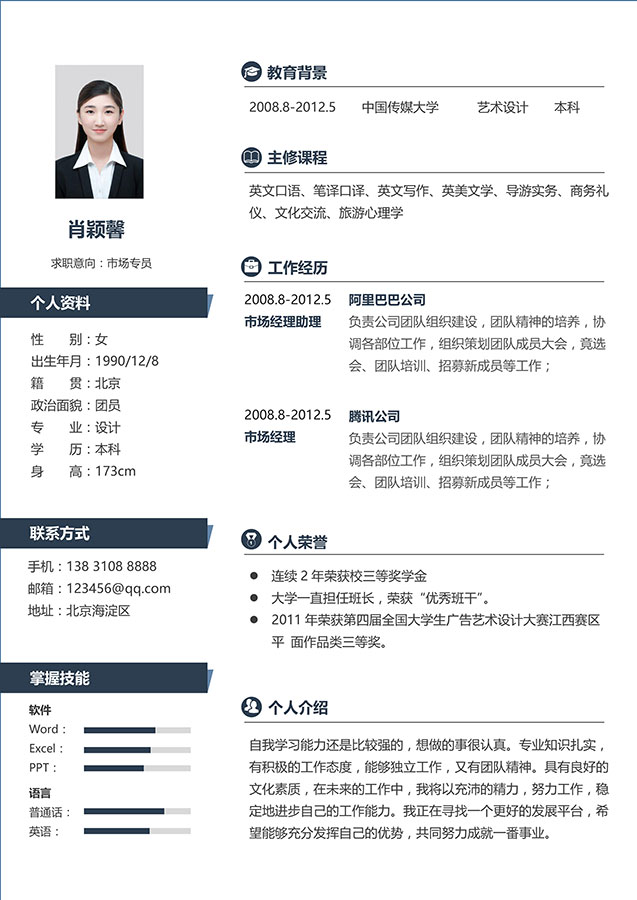 肖颖馨
求职意向：市场专员
个人资料
性 别：女
出生年月：1990/12/8
籍 贯：北京
政治面貌：团员
专 业：设计
学 历：本科
身 高：173cm
联系方式
手机：138 3108 8888
邮箱：123456@qq.com
地址：北京海淀区
掌握技能
软件
Word：
Excel：
PPT：
语言
普通话：
英语：
教育背景
2008.8-2012.5 中国传媒大学 艺术设计 本科
主修课程
英文口语、笔译口译、英文写作、英美文学、导游实务、商务礼
仪、文化交流、旅游心理学
工作经历
2008.8-2012.5 阿里巴巴公司
市场经理助理 负责公司团队组织建设，团队精神的培养，协
调各部位工作，组织策划团队成员大会，竟选
会、团队培训、招募新成员等工作；
2008.8-2012.5 腾讯公司
市场经理 负责公司团队组织建设，团队精神的培养，协
调各部位工作，组织策划团队成员大会，竟选
会、团队培训、招募新成员等工作；
个人荣誉
● 连续 2 年荣获校三等奖学金
● 大学一直担任班长，荣获“优秀班干”。
● 2011 年荣获第四届全国大学生广告艺术设计大赛江西赛区
平 面作品类三等奖。
个人介绍
自我学习能力还是比较强的，想做的事很认真。专业知识扎实，
有积极的工作态度，能够独立工作，又有团队精神。具有良好的
文化素质，在未来的工作中，我将以充沛的精力，努力工作，稳
定地进步自己的工作能力。我正在寻找一个更好的发展平台，希
望能够充分发挥自己的优势，共同努力成就一番事业。